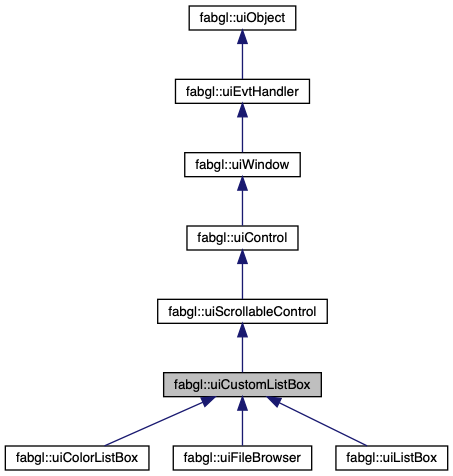 fabgl::uiObject
fabgl::uiEvtHandler
fabgl::uiWindow
fabgl::uiControl
fabgl::uiScrollableControl
fabgl::uiCustomListBox
fabgl::uiColorListBox
fabgl::uiFileBrowser
fabgl::uiListBox